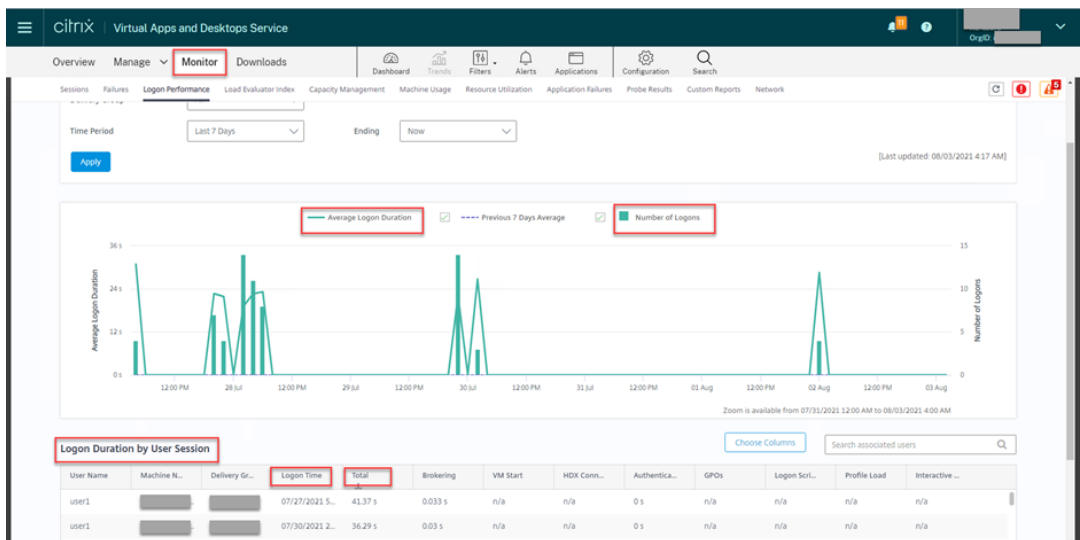 citrix Virtual Apps and Desktops Service 11
OrgID:
Overview Manage Monitor Downloads Dashboard Trends Filters Alerts Applications Configuration Search
Sessions Failures Logon Performance Load Evaluator Index Capacity Management Machine Usage Resource Utilization Application Failures Probe Results Custom Reports Network 5
Time Period Last 7 Days Ending Now
Apply [Last updated: 08/03/2021 4:17 AM]
Average Logon Duration Previous 7 Days Average Number of Logons
36 s 15
24 s 10
12 s 5
0 s 0
Average Logon Duration
Number of Logons
12:00 PM 28 Jul 12:00 PM 29 Jul 12:00 PM 30 Jul 12:00 PM 31 Jul 12:00 PM 01 Aug 12:00 PM 02 Aug 12:00 PM 03 Aug
Zoom is available from 07/31/2021 12:00 AM to 08/03/2021 4:00 AM
Logon Duration by User Session Choose Columns Search associated users
User Name Machine N... Delivery Gr... Logon Time Total Brokering VM Start HDX Conn... Authentica... GPOs Logon Scri... Profile Load Interactive ...
user1 07/27/2021 5... 41.37 s 0.033 s n/a n/a 0 s n/a n/a n/a n/a
user1 07/30/2021 2... 36.29 s 0.03 s n/a n/a 0 s n/a n/a n/a n/a